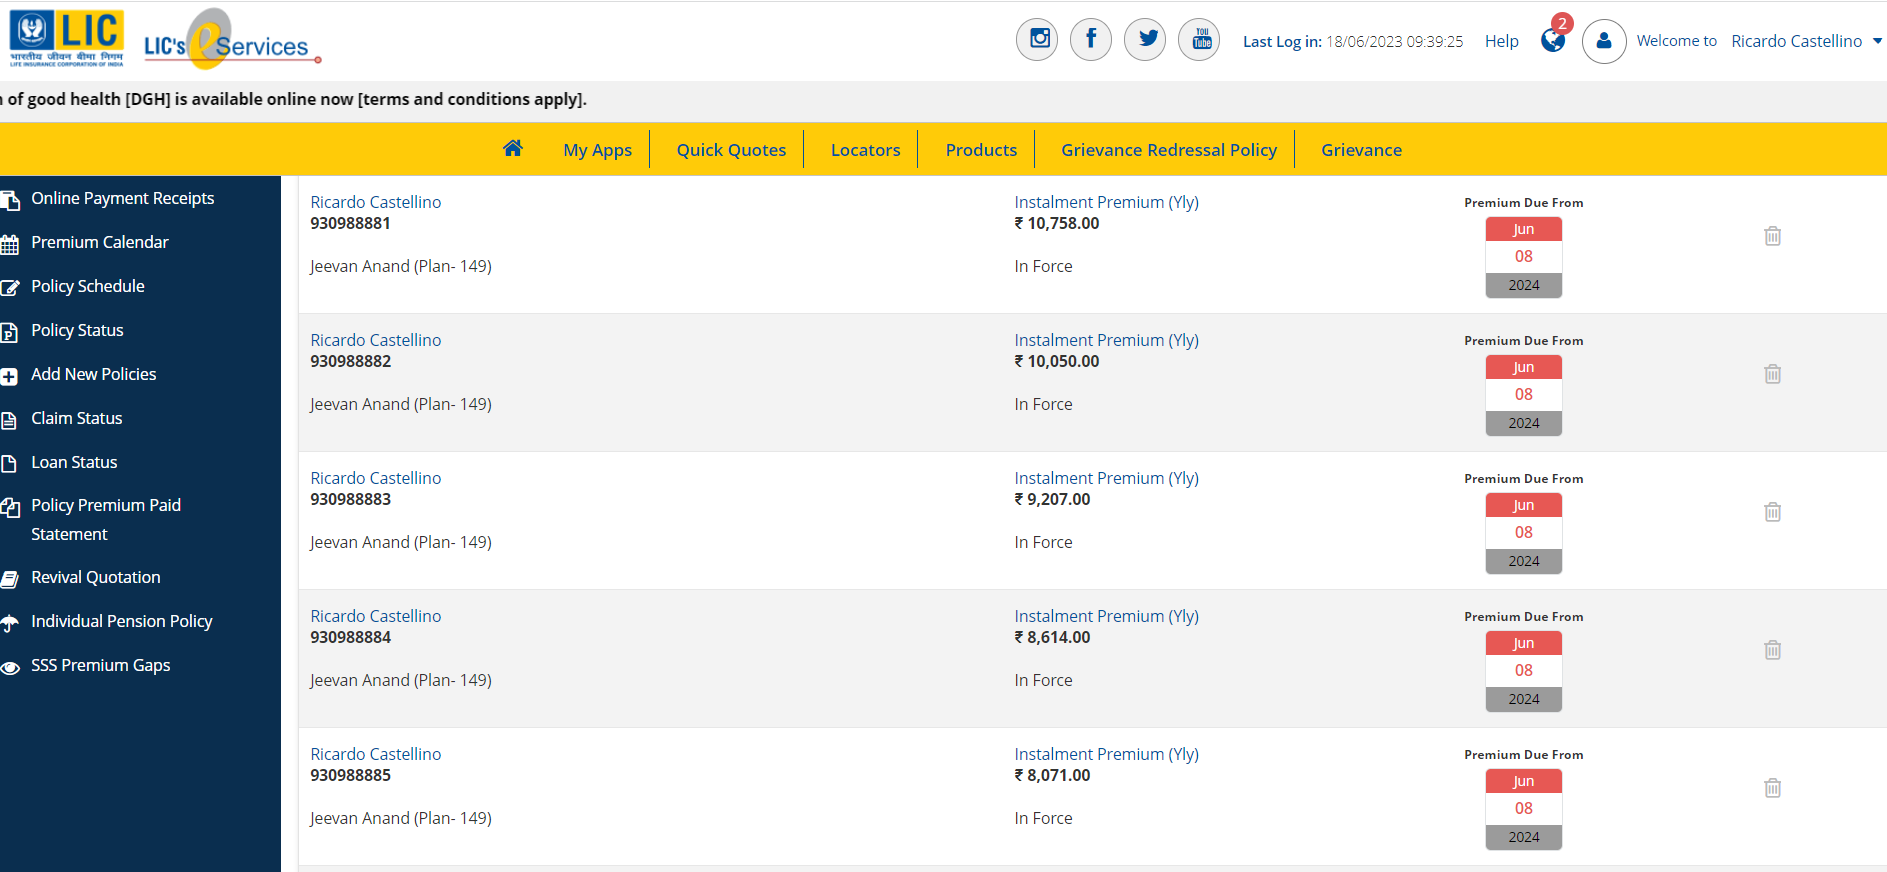 LIC
भारतीय जीवन बीमा निगम
LIFE INSURANCE CORPORATION OF INDIA
LIC's eServices
You
Tube
Last Log in: 18/06/2023 09:39:25
Help
2
Welcome to Ricardo Castellino
of good health [DGH] is available online now [terms and conditions apply].
My Apps
Quick Quotes
Locators
Products
Grievance Redressal Policy
Grievance
Online Payment Receipts
Premium Calendar
Policy Schedule
Policy Status
Add New Policies
Claim Status
Loan Status
Policy Premium Paid
Statement
Revival Quotation
Individual Pension Policy
SSS Premium Gaps
Ricardo Castellino
930988881
Jeevan Anand (Plan- 149)
Instalment Premium (Yly)
₹ 10,758.00
In Force
Premium Due From
Jun
08
2024
Ricardo Castellino
930988882
Jeevan Anand (Plan- 149)
Instalment Premium (Yly)
₹ 10,050.00
In Force
Premium Due From
Jun
08
2024
Ricardo Castellino
930988883
Jeevan Anand (Plan- 149)
Instalment Premium (Yly)
₹ 9,207.00
In Force
Premium Due From
Jun
08
2024
Ricardo Castellino
930988884
Jeevan Anand (Plan- 149)
Instalment Premium (Yly)
₹ 8,614.00
In Force
Premium Due From
Jun
08
2024
Ricardo Castellino
930988885
Jeevan Anand (Plan- 149)
Instalment Premium (Yly)
₹ 8,071.00
In Force
Premium Due From
Jun
08
2024